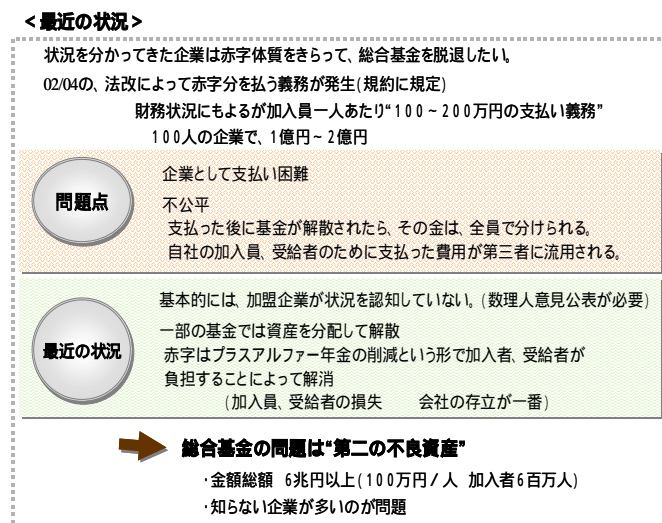 <最近の状況>
状況を分かってきた企業は赤字体質をきらって、総合基金を脱退したい。
02/04の、法改によって赤字分を払う義務が発生(規約に規定)
財務状況にもよるが加入員一人あたり“100~200万円の支払い義務”
100人の企業で、1億円~2億円
問題点
企業として支払い困難
不公平
支払った後に基金が解散されたら、その金は、全員で分けられる。
自社の加入員、受給者のために支払った費用が第三者に流用される。
最近の状況
基本的には、加盟企業が状況を認知していない。(数理人意見公表が必要)
一部の基金では資産を分配して解散
赤字はプラスアルファー年金の削減という形で加入者、受給者が
負担することによって解消
(加入員、受給者の損失 会社の存立が一番)
総合基金の問題は“第二の不良資産”
・金額総額 6兆円以上(100万円/人 加入者6百万人)
・知らない企業が多いのが問題